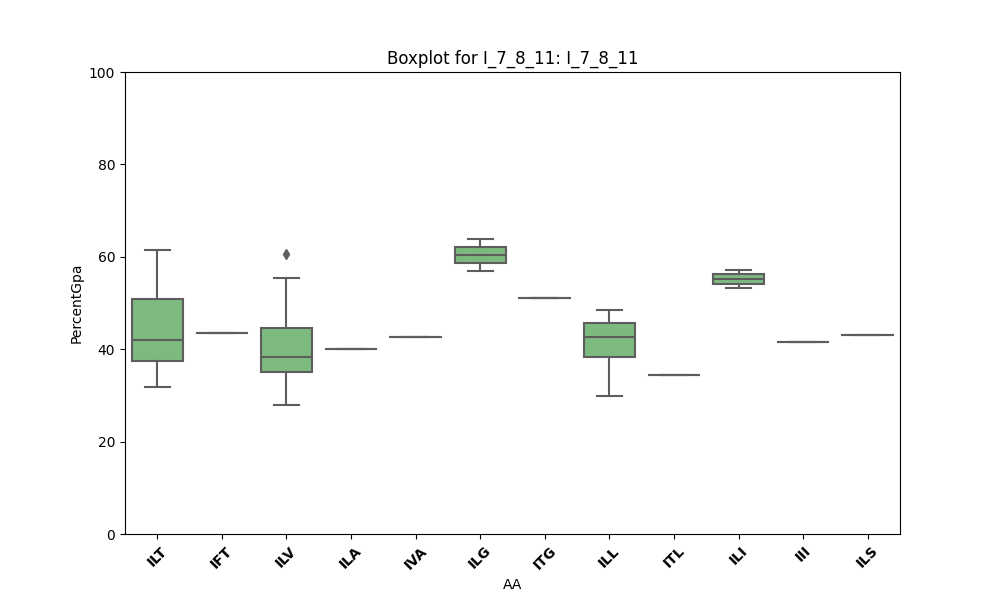 Boxplot for I_7_8_11: I_7_8_11
100
80
60
40
20
0
PercentGpa
ILT
IFT
ILV
ILA
IVA
ILG
ITG
ILL
ITL
ILI
III
ILS
AA